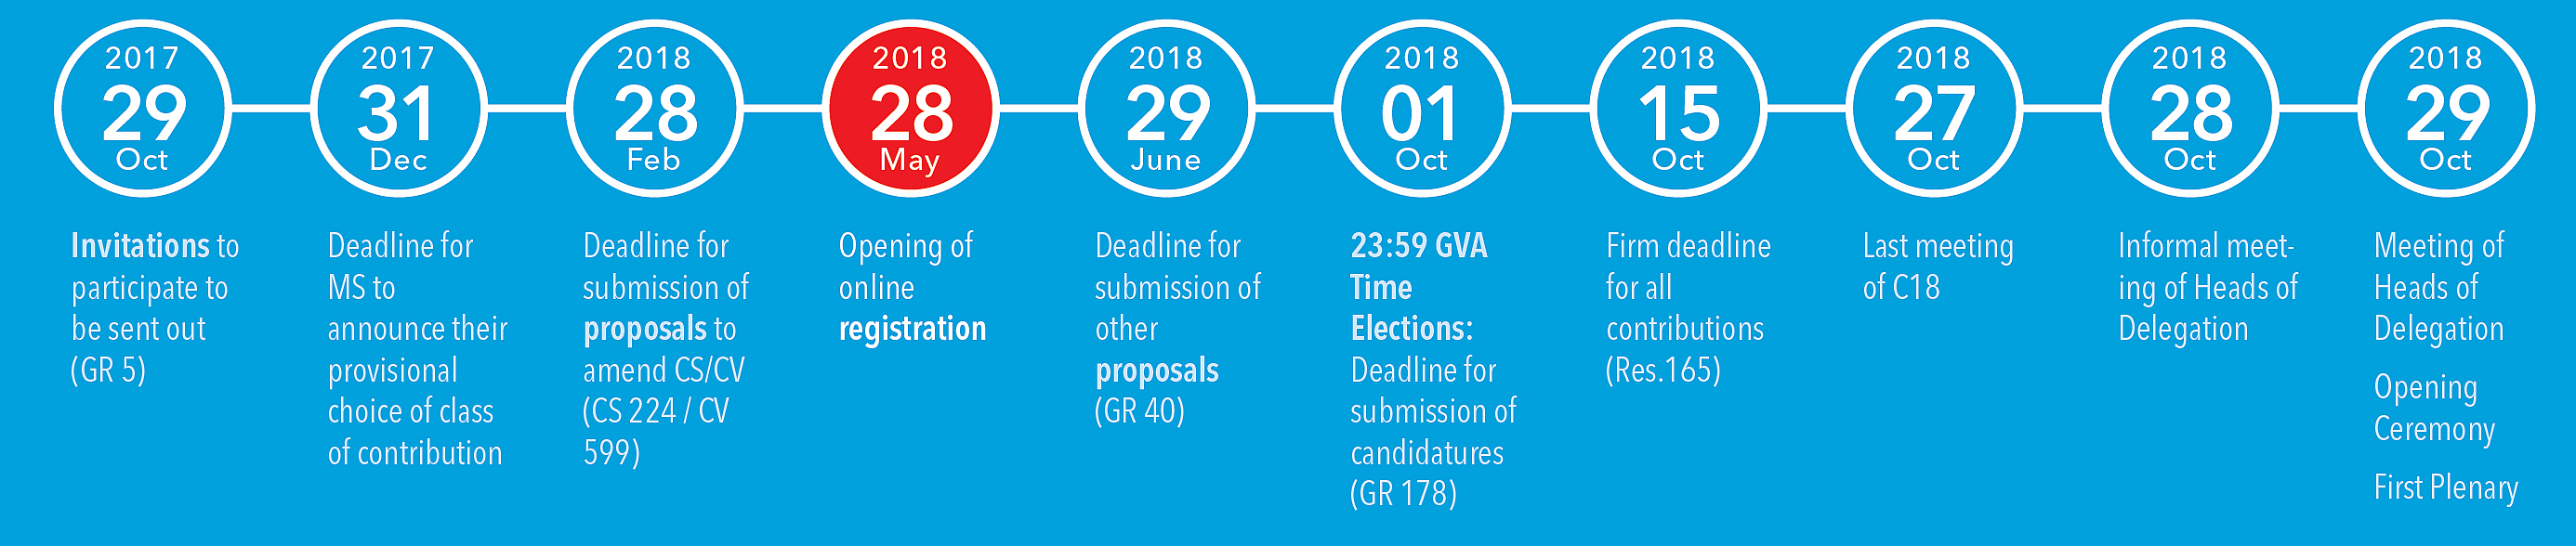 2017
29
Oct
Invitations to
participate to
be sent out
(GR 5)
2017
31
Dec
Deadline for
MS to
announce their
provisional
choice of class
of contribution
2018
28
Feb
Deadline for
submission of
proposals to
amend CS/CV
(CS 224 / CV
599)
2018
28
May
Opening of
online
registration
2018
29
June
Deadline for
submission of
other
proposals
(GR 40)
2018
01
Oct
23:59 GVA
Time
Elections:
Deadline for
submission of
candidatures
(GR 178)
2018
15
Oct
Firm deadline
for all
contributions
(Res.165)
2018
27
Oct
Last meeting
of C18
2018
28
Oct
Informal meet-
ing of Heads of
Delegation
2018
29
Oct
Meeting of
Heads of
Delegation
Opening
Ceremony
First Plenary